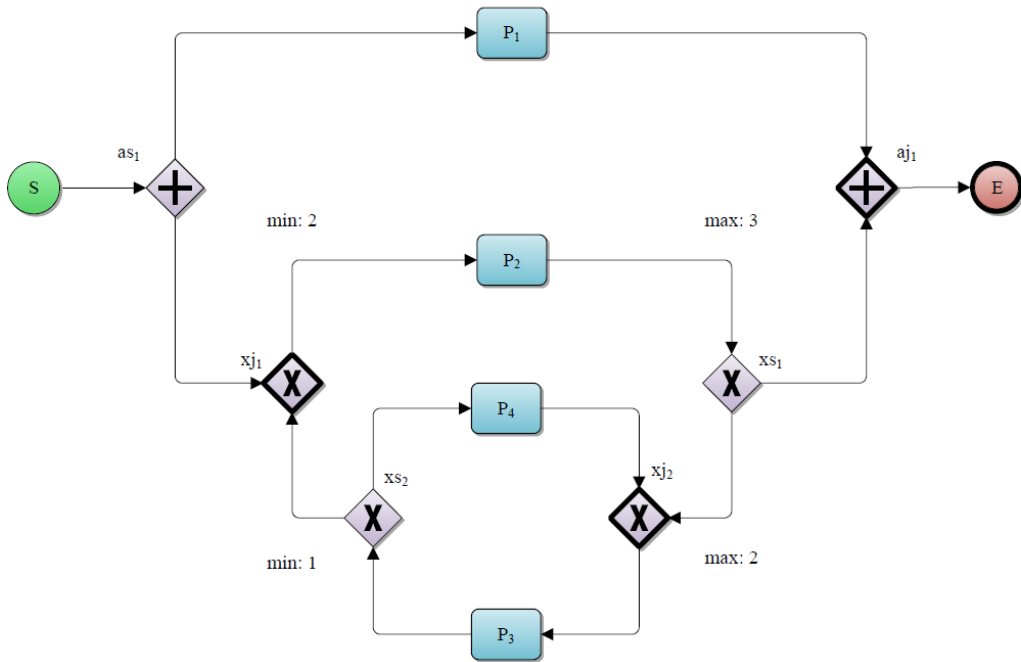 P₁
as₁
aj₁
S
E
min: 2
max: 3
P₂
xj₁
xs₁
P₄
xs₂
xj₂
min: 1
max: 2
P₃